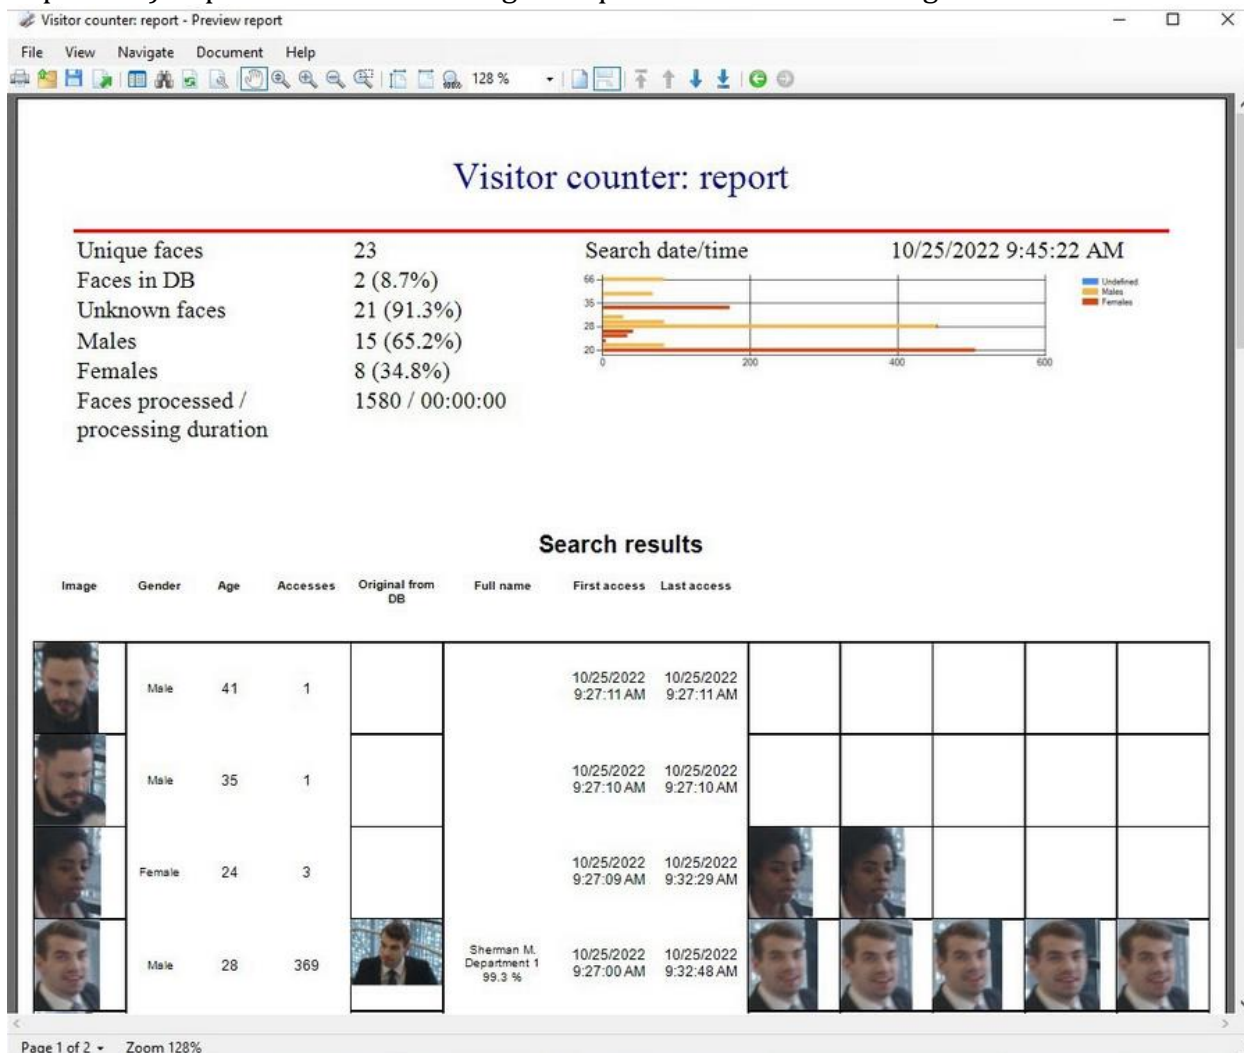 Visitor counter: report - Preview report
File View Navigate Document Help
128 %
Visitor counter: report
Unique faces 23 Search date/time 10/25/2022 9:45:22 AM
Faces in DB 2 (8.7%)
Unknown faces 21 (91.3%)
Males 15 (65.2%)
Females 8 (34.8%)
Faces processed / 1580 / 00:00:00
processing duration
66
35
28
20
0 200 400 600
Undefined
Males
Females
Search results
Image Gender Age Accesses Original from Full name First access Last access
DB
10/25/2022 10/25/2022
Male 41 1 9:27:11 AM 9:27:11 AM
10/25/2022 10/25/2022
Male 35 1 9:27:10 AM 9:27:10 AM
10/25/2022 10/25/2022
Female 24 3 9:27:09 AM 9:32:29 AM
Sherman M.
Male 28 369 Department 1 10/25/2022 10/25/2022
99.3 % 9:27:00 AM 9:32:48 AM
Page 1 of 2 Zoom 128%